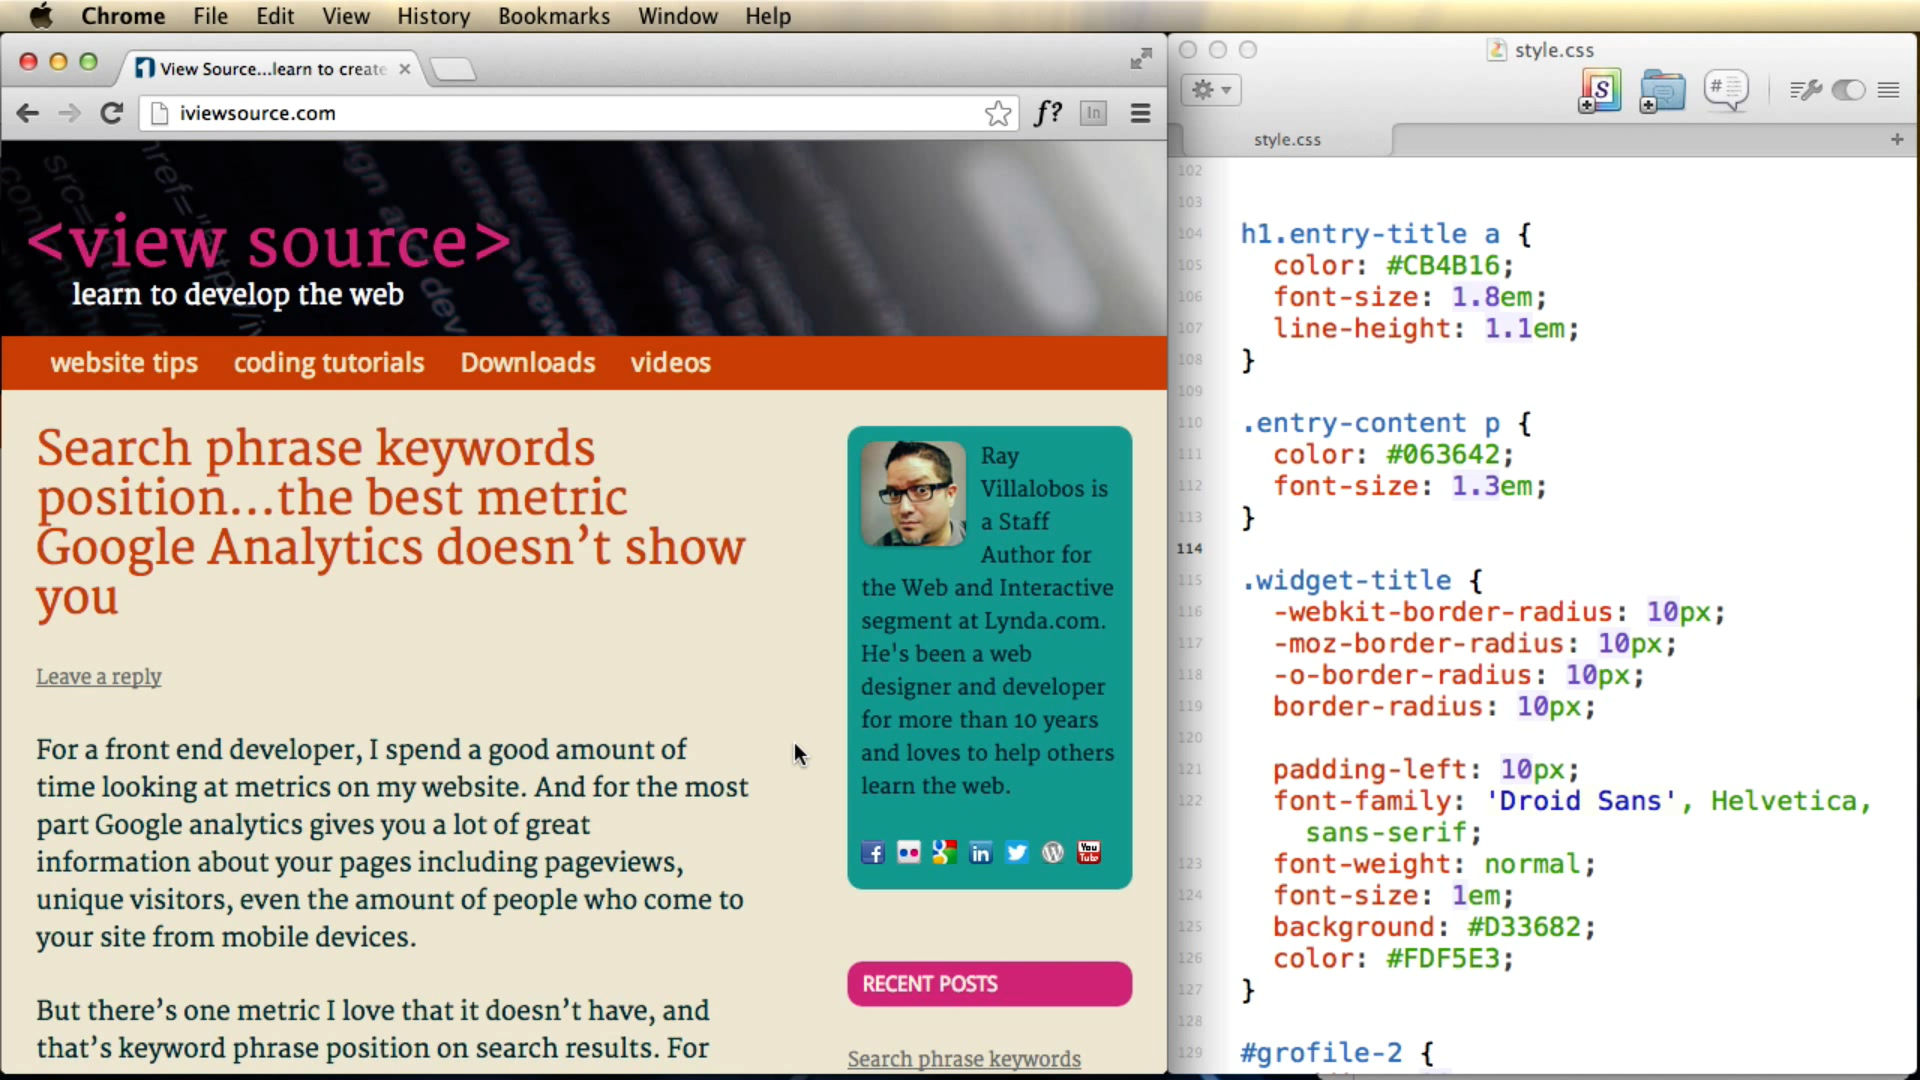 Chrome File Edit View History Bookmarks Window Help
View Source...learn to create
iviewsource.com
f?
In
<view source>
learn to develop the web
website tips coding tutorials Downloads videos
Search phrase keywords
position...the best metric
Google Analytics doesn’t show
you
Leave a reply
For a front end developer, I spend a good amount of
time looking at metrics on my website. And for the most
part Google analytics gives you a lot of great
information about your pages including pageviews,
unique visitors, even the amount of people who come to
your site from mobile devices.
But there’s one metric I love that it doesn’t have, and
that’s keyword phrase position on search results. For
Ray
Villalobos is
a Staff
Author for
the Web and Interactive
segment at Lynda.com.
He's been a web
designer and developer
for more than 10 years
and loves to help others
learn the web.
You
Tube
RECENT POSTS
Search phrase keywords
style.css
style.css
102
103
104 h1.entry-title a {
105 color: #CB4B16;
106 font-size: 1.8em;
107 line-height: 1.1em;
108 }
109
110 .entry-content p {
111 color: #063642;
112 font-size: 1.3em;
113 }
114
115 .widget-title {
116 -webkit-border-radius: 10px;
117 -moz-border-radius: 10px;
118 -o-border-radius: 10px;
119 border-radius: 10px;
120
121 padding-left: 10px;
122 font-family: 'Droid Sans', Helvetica,
sans-serif;
123 font-weight: normal;
124 font-size: 1em;
125 background: #D33682;
126 color: #FDF5E3;
127 }
128
129 #grofile-2 {